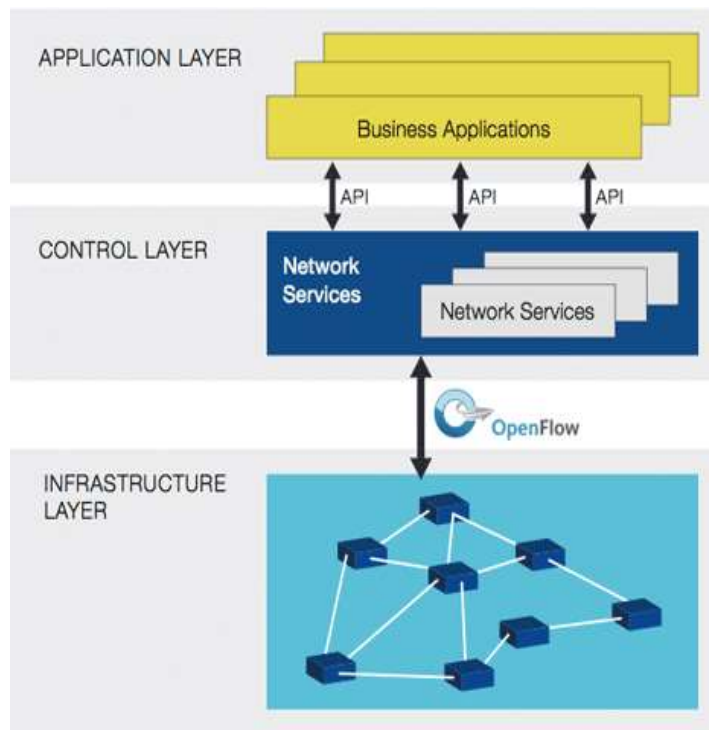 APPLICATION LAYER
Business Applications
API
API
API
CONTROL LAYER
Network
Services
Network Services
OpenFlow
INFRASTRUCTURE
LAYER